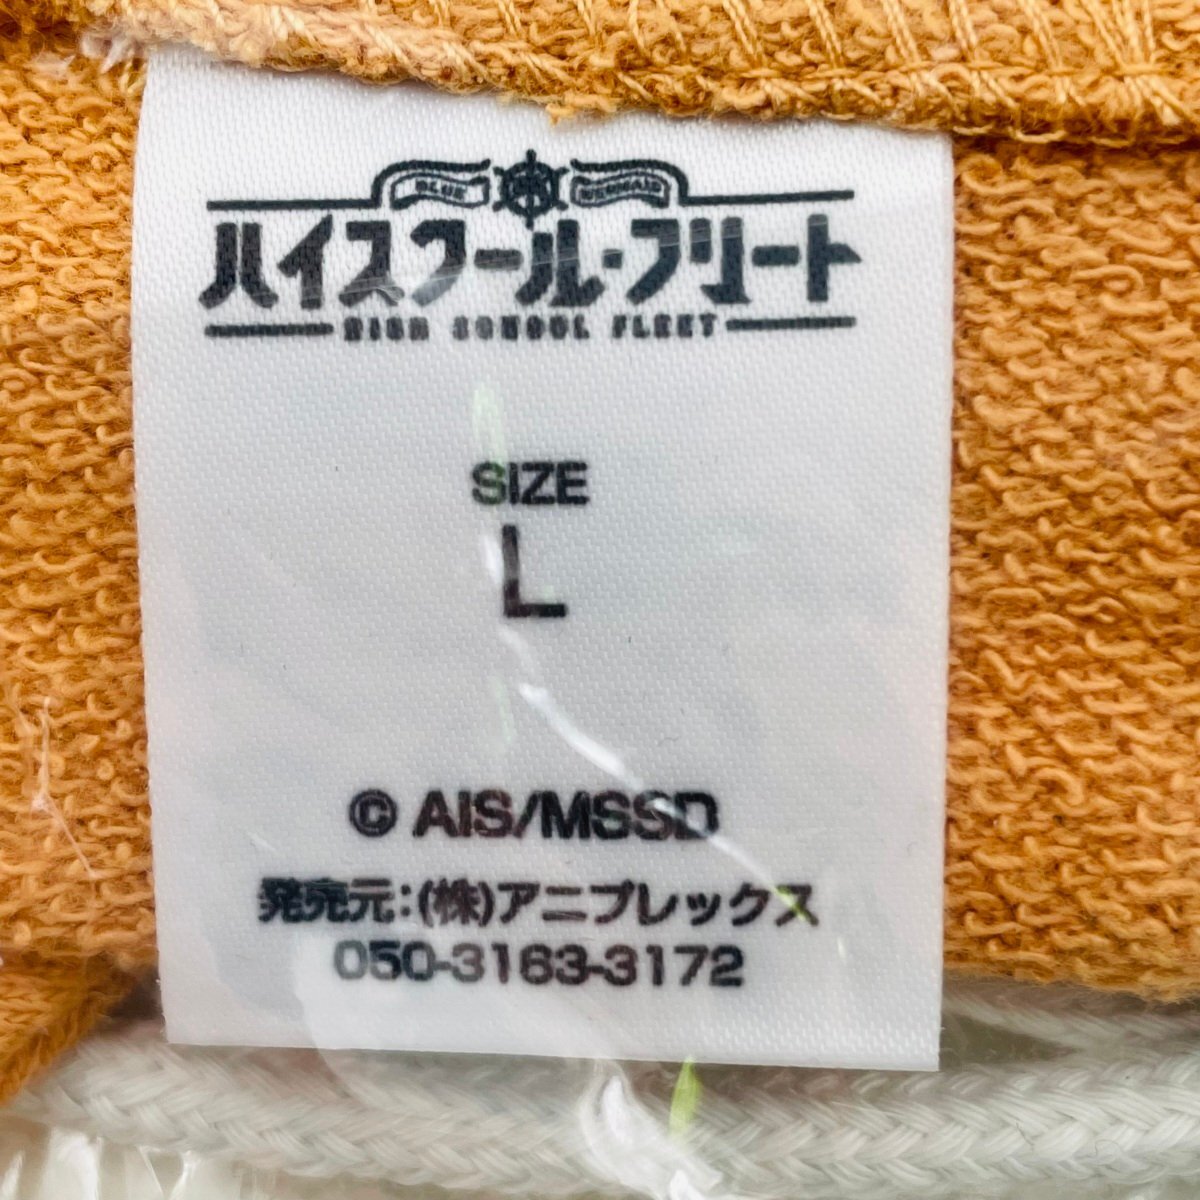 BLUE MERMAID
ハイスクール・フリート
HIGH SCHOOL FLEET
SIZE
L
© AIS/MSSD
発売元:(株)アニプレックス
050-3163-3172